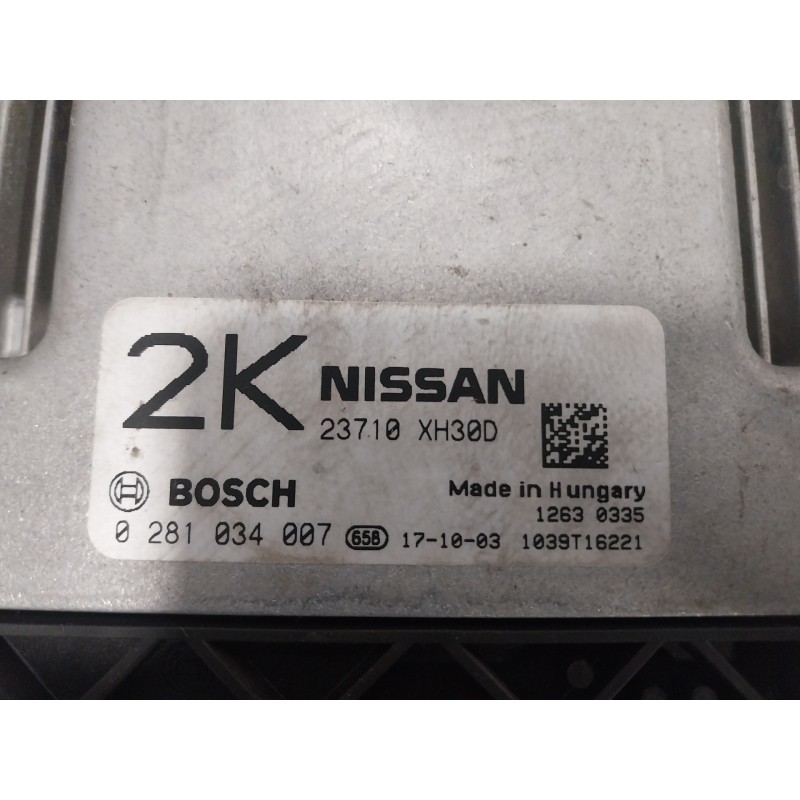 2K NISSAN
23710 XH30D
BOSCH Made in Hungary
1263 0335
0 281 034 007 658 17-10-03 1039T16221